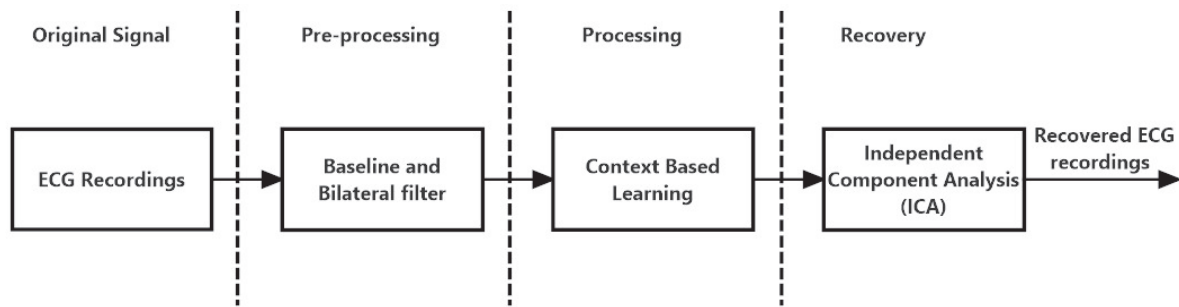 Original Signal
Pre-processing
Processing
Recovery
ECG Recordings
Baseline and
Bilateral filter
Context Based
Learning
Independent
Component Analysis
(ICA)
Recovered ECG
recordings